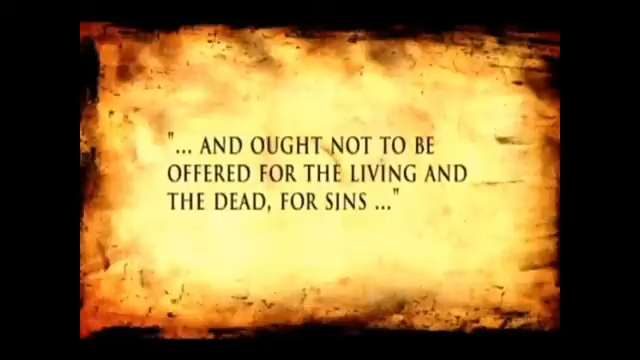 "... AND OUGHT NOT TO BE
OFFERED FOR THE LIVING AND
THE DEAD, FOR SINS ..."